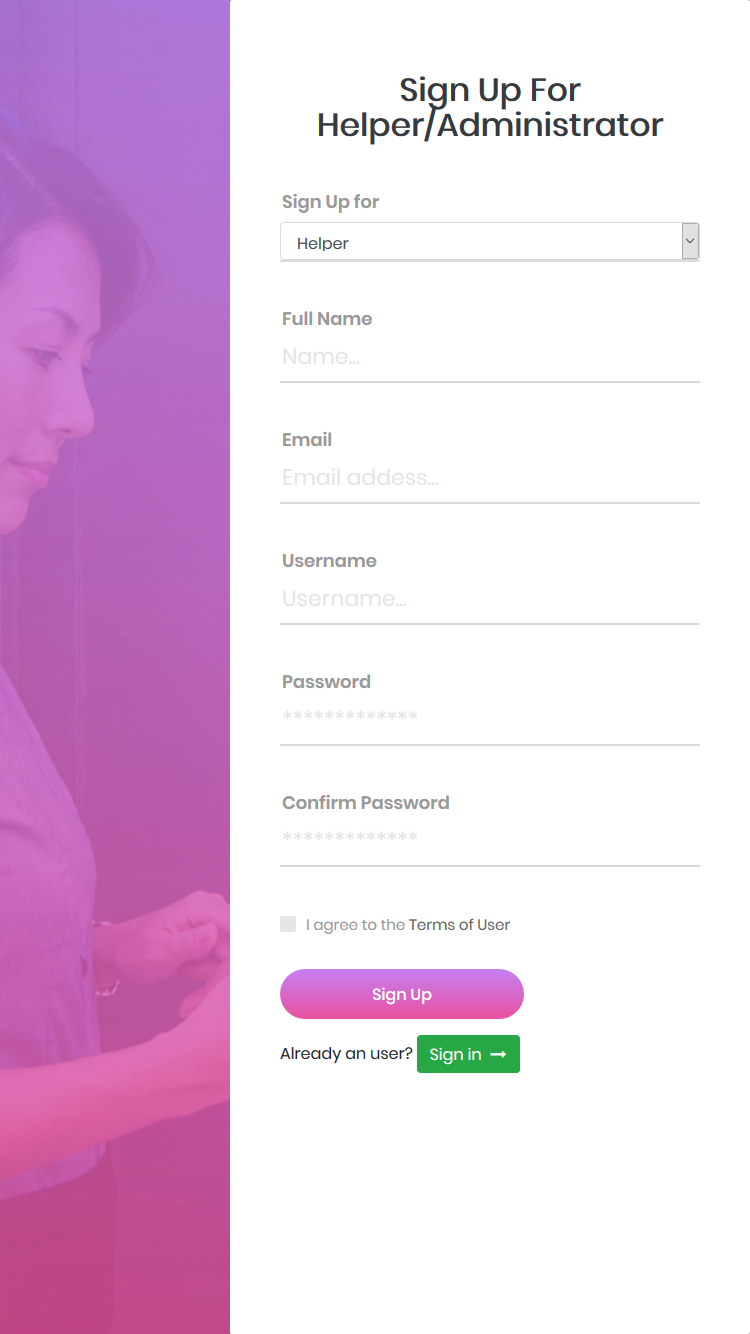 Sign Up For
Helper/Administrator
Sign Up for
Helper
Full Name
Name...
Email
Email addess...
Username
Username...
Password
*************
Confirm Password
*************
I agree to the Terms of User
Sign Up
Already an user? Sign in →